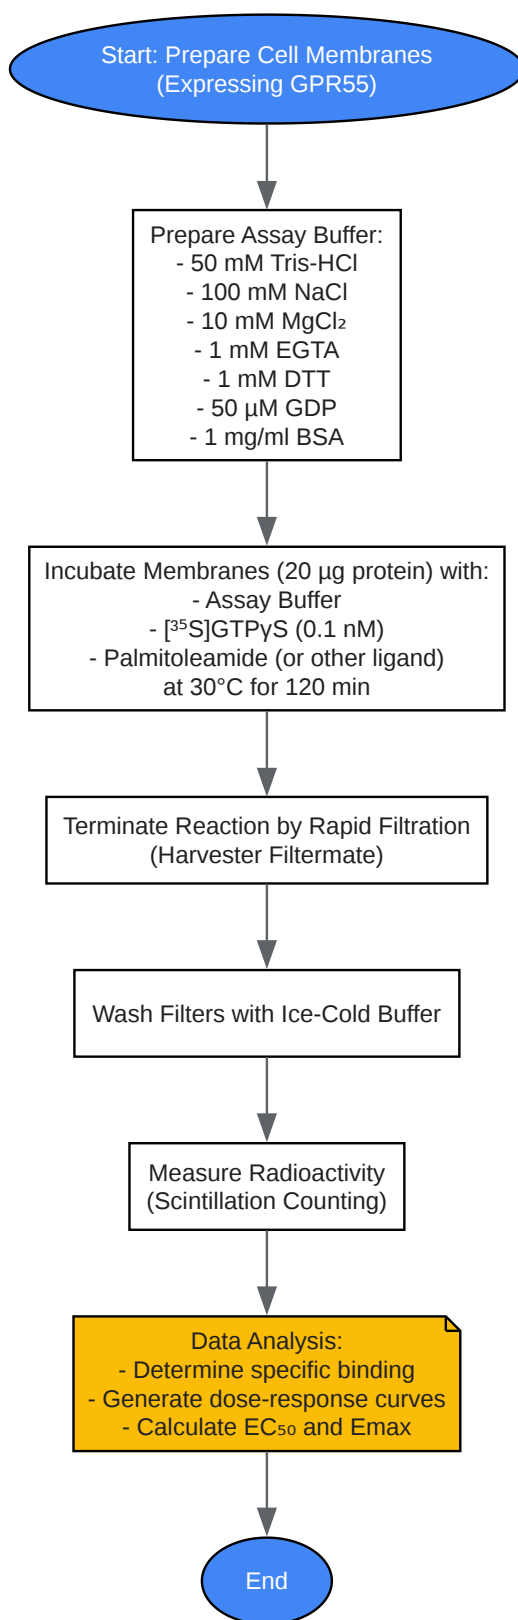 Start: Prepare Cell Membranes
(Expressing GPR55)
Prepare Assay Buffer:
- 50 mM Tris-HCl
- 100 mM NaCl
- 10 mM MgCl₂
- 1 mM EGTA
- 1 mM DTT
- 50 µM GDP
- 1 mg/ml BSA
Incubate Membranes (20 µg protein) with:
- Assay Buffer
- [³⁵S]GTPγS (0.1 nM)
- Palmitoleamide (or other ligand)
at 30°C for 120 min
Terminate Reaction by Rapid Filtration
(Harvester Filtermate)
Wash Filters with Ice-Cold Buffer
Measure Radioactivity
(Scintillation Counting)
Data Analysis:
- Determine specific binding
- Generate dose-response curves
- Calculate EC₅₀ and Emax
End